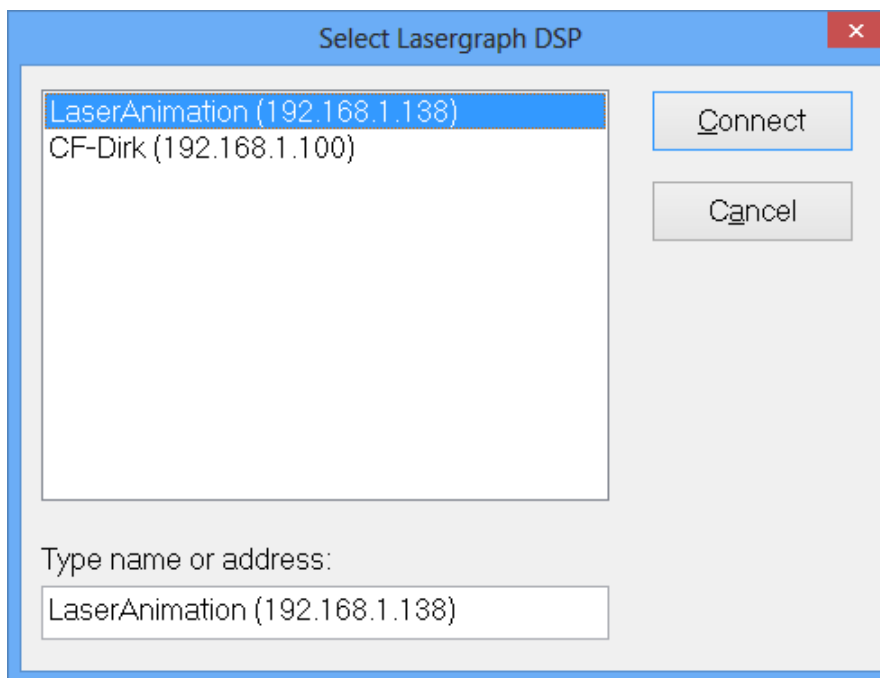 Select Lasergraph DSP
LaserAnimation (192.168.1.138)
CF-Dirk (192.168.1.100)
Connect
Cancel
Type name or address:
LaserAnimation (192.168.1.138)